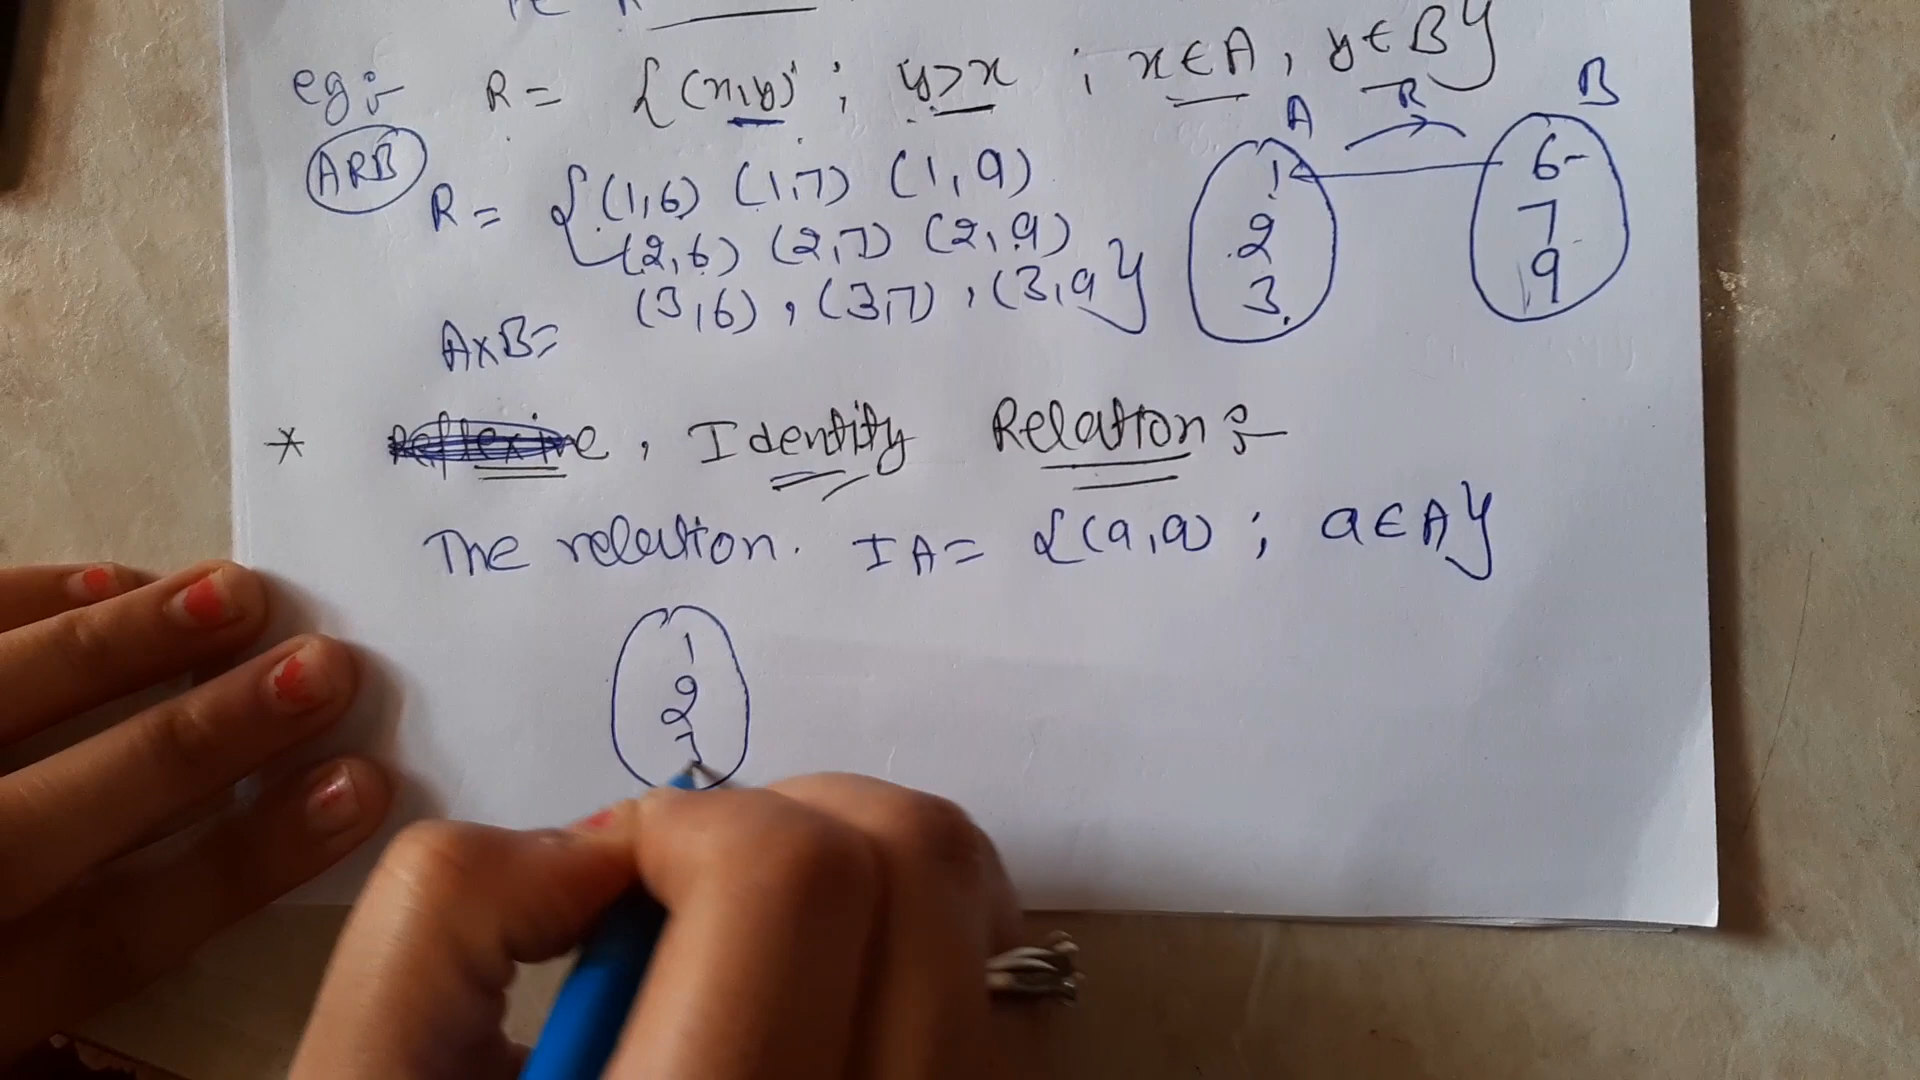 eg:- R = {(x,y) ; y>x ; x∈A, y∈B}
ARB
R = {(1,6) (1,7) (1,9)
(2,6) (2,7) (2,9)
(3,6), (3,7), (3,9}
A×B=
A R B
1 6
2 7
3 9
* Reflexive, Identity Relation:-
The relation. IA = {(a,a) ; a∈A}
1
2